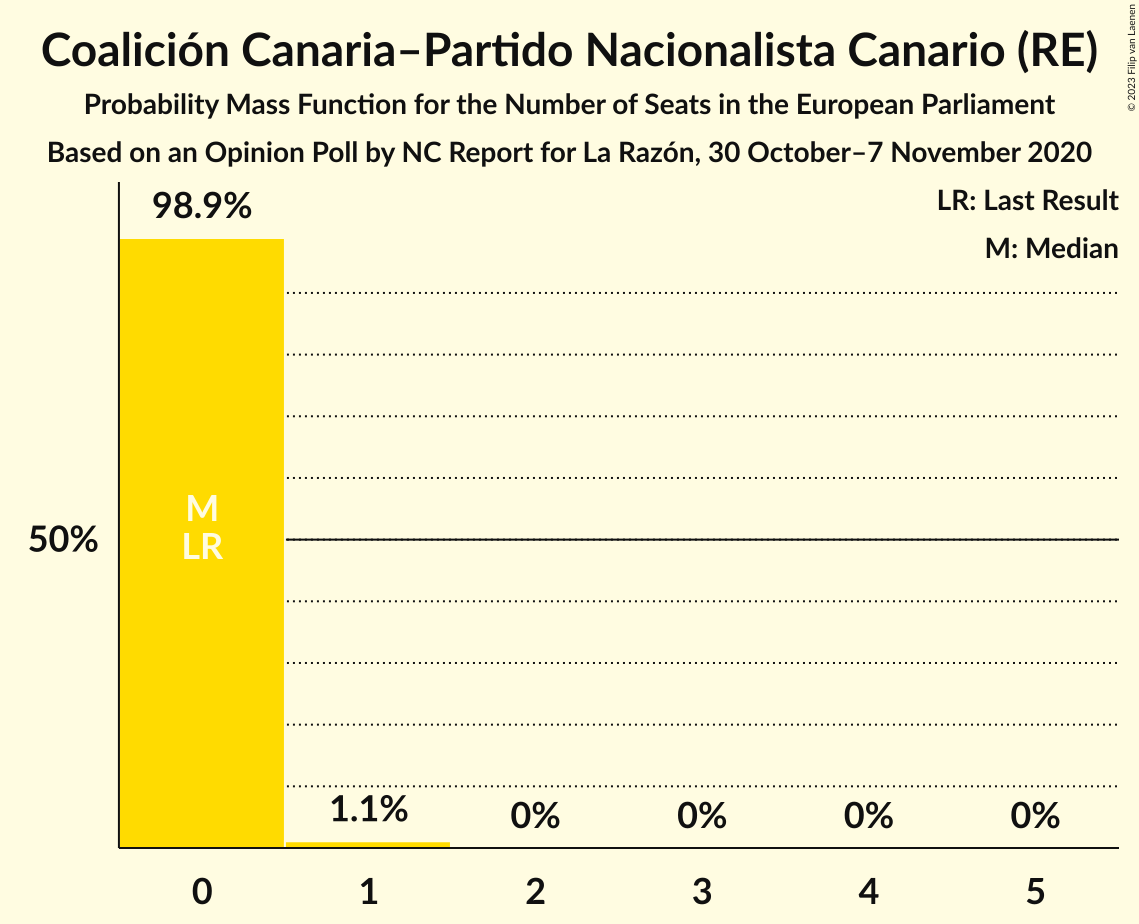 Coalición Canaria–Partido Nacionalista Canario (RE)
Probability Mass Function for the Number of Seats in the European Parliament
Based on an Opinion Poll by NC Report for La Razón, 30 October–7 November 2020
© 2023 Filip van Laenen
LR: Last Result
M: Median
98.9%
M
LR
50%
1.1%
0%
0%
0%
0%
0
1
2
3
4
5